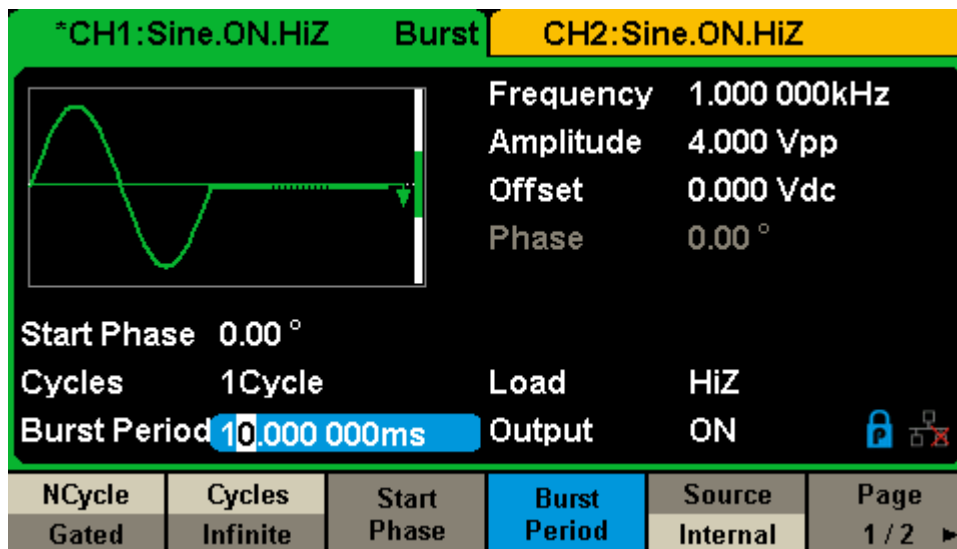 *CH1:Sine.ON.HiZ Burst CH2:Sine.ON.HiZ
Frequency 1.000 000kHz
Amplitude 4.000 Vpp
Offset 0.000 Vdc
Phase 0.00 °
Start Phase 0.00 °
Cycles 1Cycle Load HiZ
Burst Period 10.000 000ms Output ON P
NCycle Cycles Start Burst Source Page
Gated Infinite Phase Period Internal 1 / 2 ►